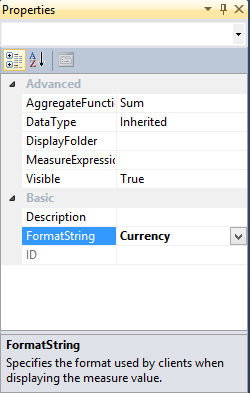 Properties
Advanced
AggregateFuncti Sum
DataType Inherited
DisplayFolder
MeasureExpressio
Visible True
Basic
Description
FormatString Currency
ID
FormatString
Specifies the format used by clients when
displaying the measure value.